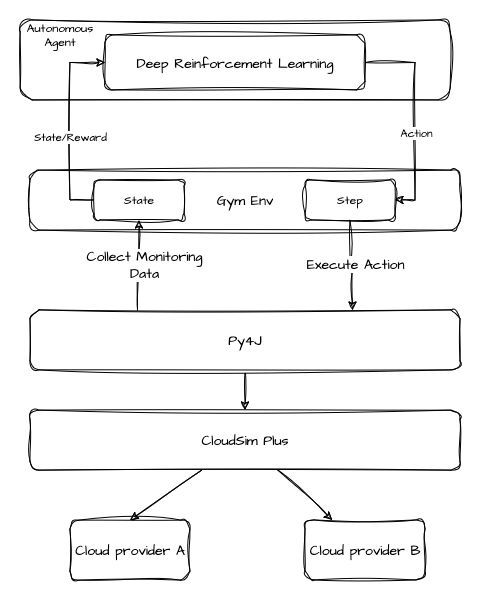 Autonomous
Agent
Deep Reinforcement Learning
State/Reward
Action
State
Gym Env
Step
Collect Monitoring
Data
Execute Action
Py4J
CloudSim Plus
Cloud provider A
Cloud provider B